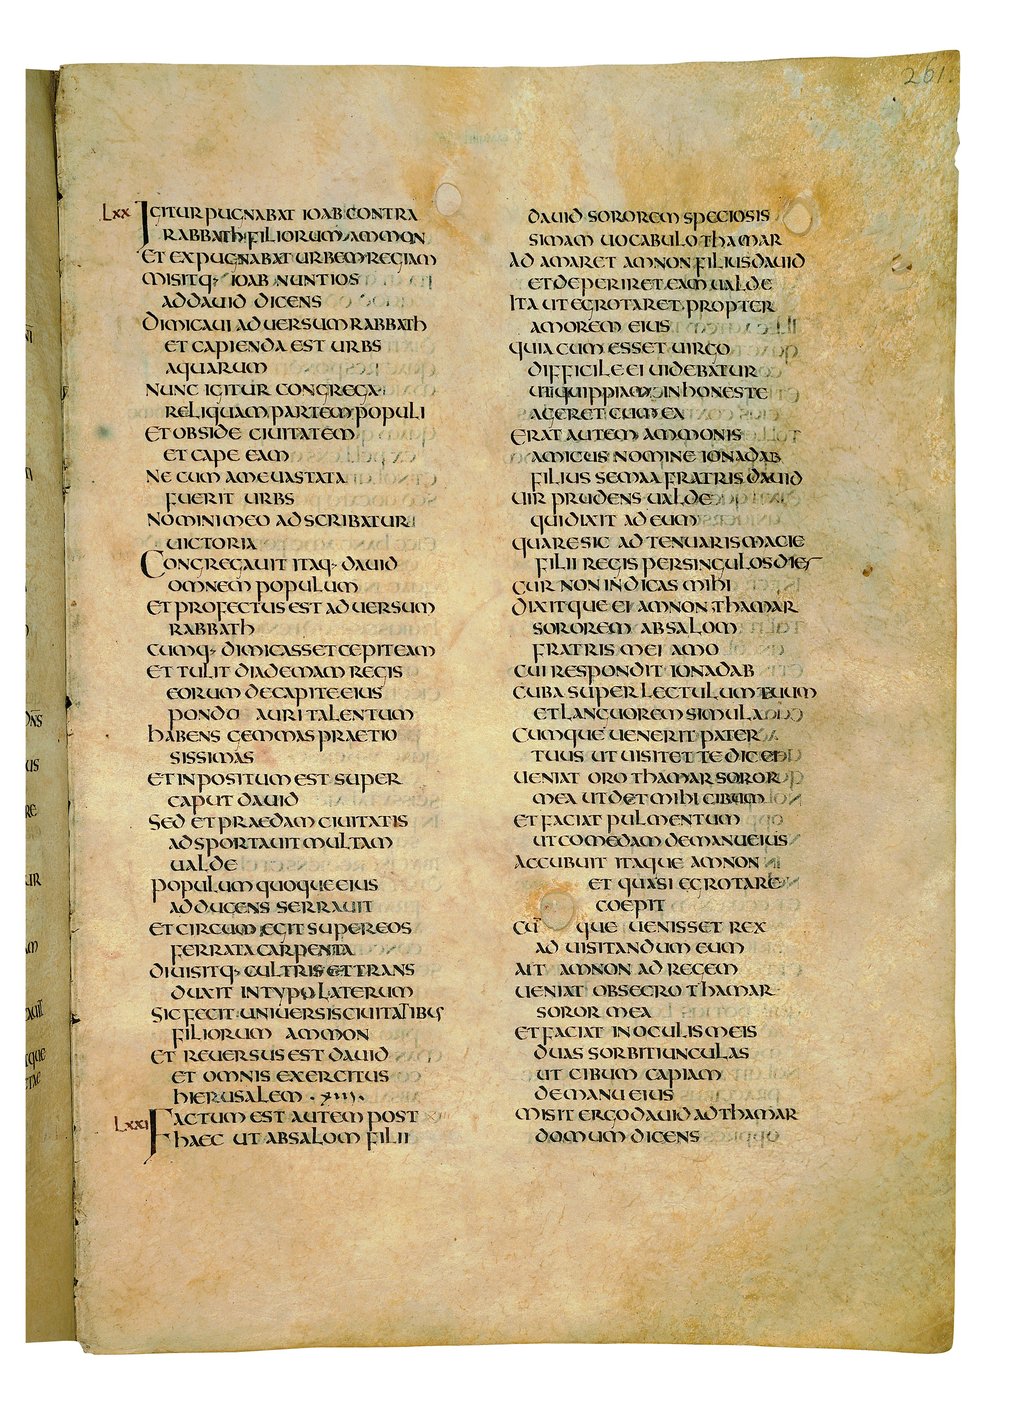 261.
LXX IGITUR PUGNABAT IOAB CONTRA
RABBATH FILIORUM AMMON
ET EXPUGNABAT URBEM REGIAM
MISITQ· IOAB NUNTIOS
AD DAUID DICENS
DIMICAUI ADUERSUM RABBATH
ET CAPIENDA EST URBS
AQUARUM
NUNC IGITUR CONGREGA
RELIQUAM PARTEM POPULI
ET OBSIDE CIUITATEM
ET CAPE EAM
NE CUM A ME UASTATA
FUERIT URBS
NOMINI MEO ADSCRIBATUR
UICTORIA
CONGREGAUIT ITAQ· DAUID
OMNEM POPULUM
ET PROFECTUS EST ADUERSUM
RABBATH
CUMQ· DIMICASSET CEPIT EAM
ET TULIT DIADEMAM REGIS
EORUM DE CAPITE EIUS
PONDO AURI TALENTUM
HABENS GEMMAS PRAETIO
SISSIMAS
ET INPOSITUM EST SUPER
CAPUT DAUID
SED ET PRAEDAM CIUITATIS
ADSPORTAUIT MULTAM
UALDE
POPULUM QUOQUE EIUS
ADDUCENS SERRAUIT
ET CIRCUMEGIT SUPER EOS
FERRATA CARPENTA
DIUISITQ· CULTRIS ET TRANS
DUXIT IN TYPO LATERUM
SIC FECIT UNIUERSIS CIUITATIBUS
FILIORUM AMMON
ET REUERSUS EST DAUID
ET OMNIS EXERCITUS
HIERUSALEM · XIII ·
LXXI FACTUM EST AUTEM POST
HAEC UT ABSALOM FILII
DAUID SOROREM SPECIOSIS
SIMAM UOCABULO THAMAR
ADAMARET AMNON FILIUS DAUID
ET DEPERIRET EAM UALDE
ITA UT EGROTARET PROPTER
AMOREM EIUS
QUIA CUM ESSET UIRGO
DIFFICILE EI UIDEBATUR
UT QUIPPIAM INHONESTE
AGERET CUM EA
ERAT AUTEM AMMONIS
AMICUS NOMINE IONADAB
FILIUS SEMAA FRATRIS DAUID
UIR PRUDENS UALDE
QUI DIXIT AD EUM
QUARE SIC ADTENUARIS MACIE
FILII REGIS PER SINGULOS DIES
CUR NON INDICAS MIHI
DIXITQUE EI AMNON THAMAR
SOROREM ABSALOM
FRATRIS MEI AMO
CUI RESPONDIT IONADAB
CUBA SUPER LECTULUM TUUM
ET LANGUOREM SIMULA
CUMQUE UENERIT PATER
TUUS UT UISITET TE DIC EI
UENIAT ORO THAMAR SOROR
MEA UT DET MIHI CIBUM
ET FACIAT PULMENTUM
UT COMEDAM DE MANU EIUS
ACCUBUIT ITAQUE AMNON
ET QUASI EGROTARE
COEPIT
CŪ QUE UENISSET REX
AD UISITANDUM EUM
AIT AMNON AD REGEM
UENIAT OBSECRO THAMAR
SOROR MEA
ET FACIAT IN OCULIS MEIS
DUAS SORBITIUNCULAS
UT CIBUM CAPIAM
DE MANU EIUS
MISIT ERGO DAUID AD THAMAR
DOMUM DICENS